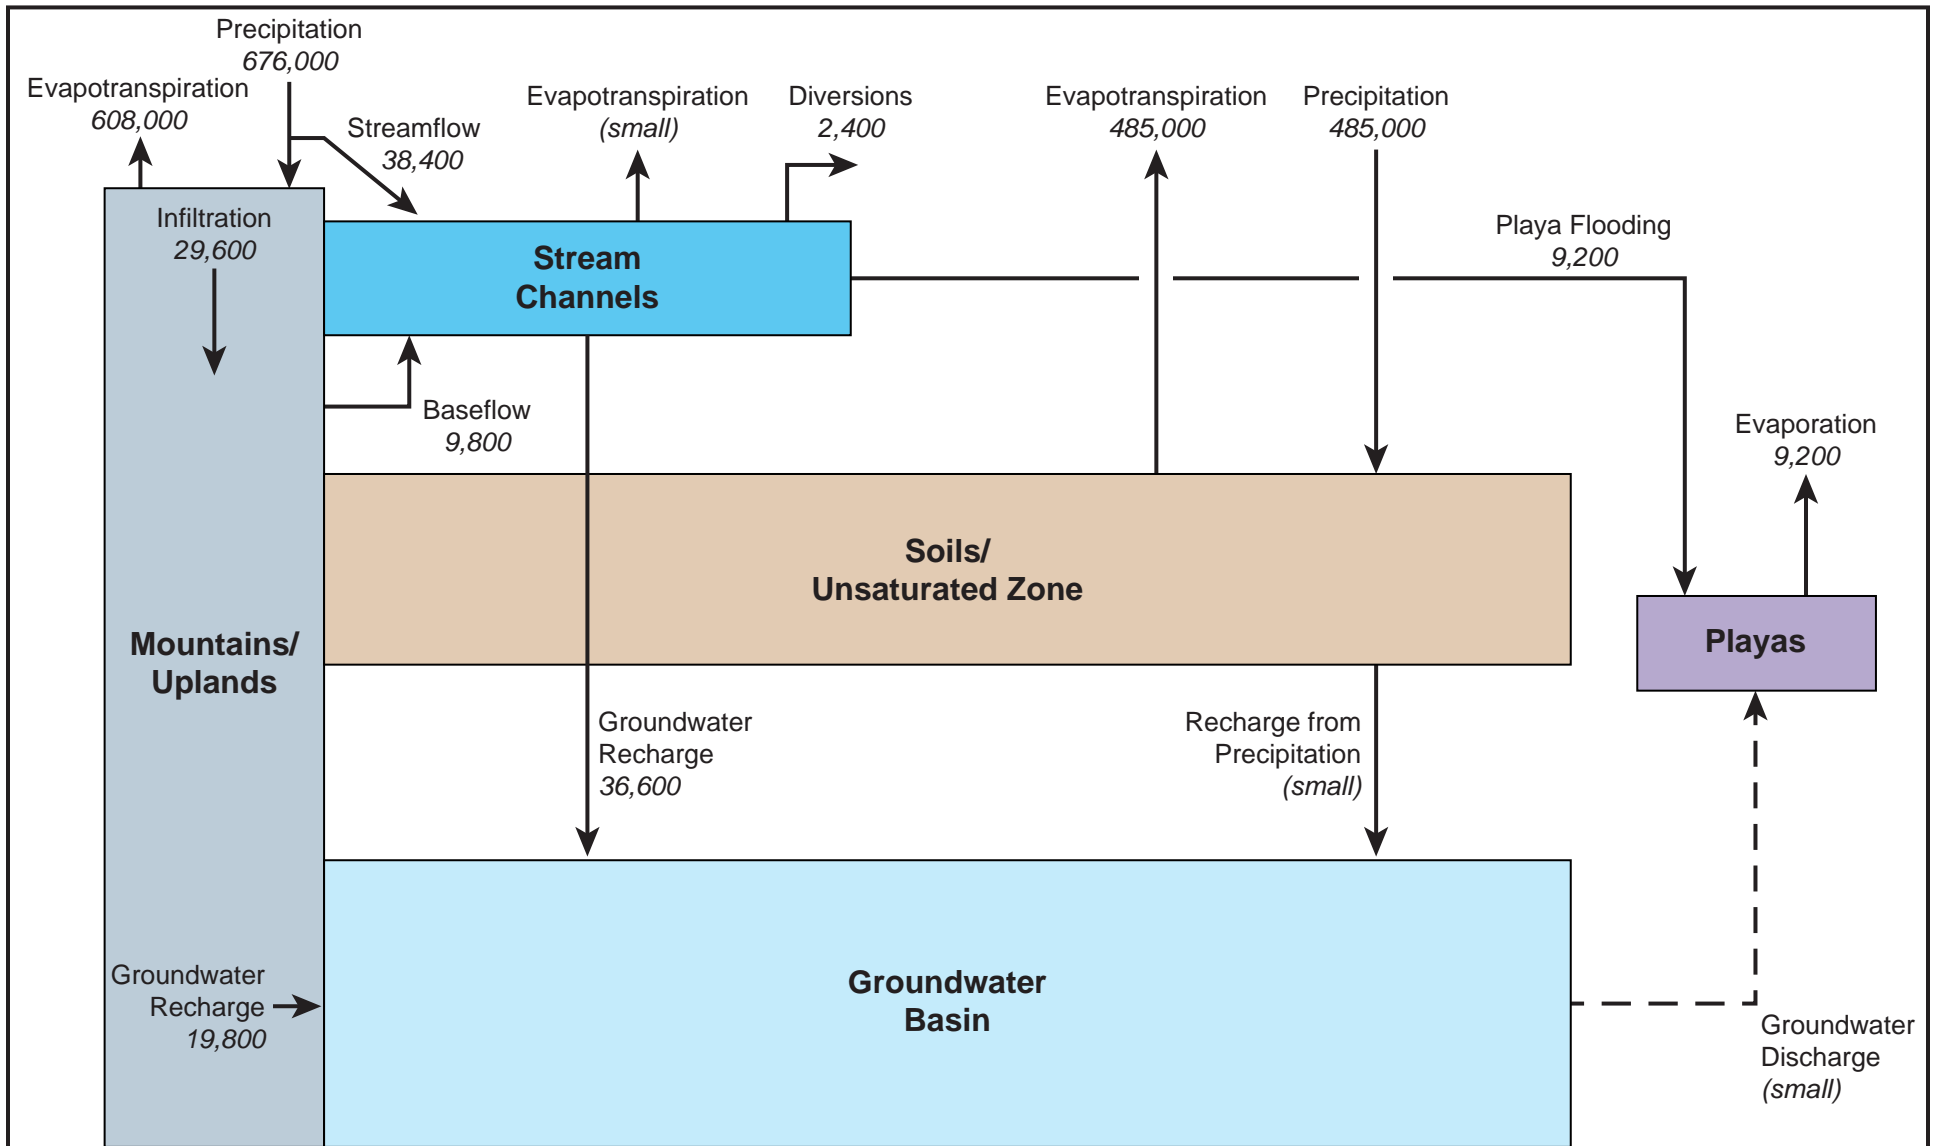 Precipitation
676,000
Evapotranspiration
608,000
Streamflow
38,400
Evapotranspiration
(small)
Diversions
2,400
Evapotranspiration
485,000
Precipitation
485,000
Infiltration
29,600
Stream
Channels
Playa Flooding
9,200
Baseflow
9,800
Evaporation
9,200
Soils/
Unsaturated Zone
Mountains/
Uplands
Playas
Groundwater
Recharge
36,600
Recharge from
Precipitation
(small)
Groundwater
Recharge
19,800
Groundwater
Basin
Groundwater
Discharge
(small)